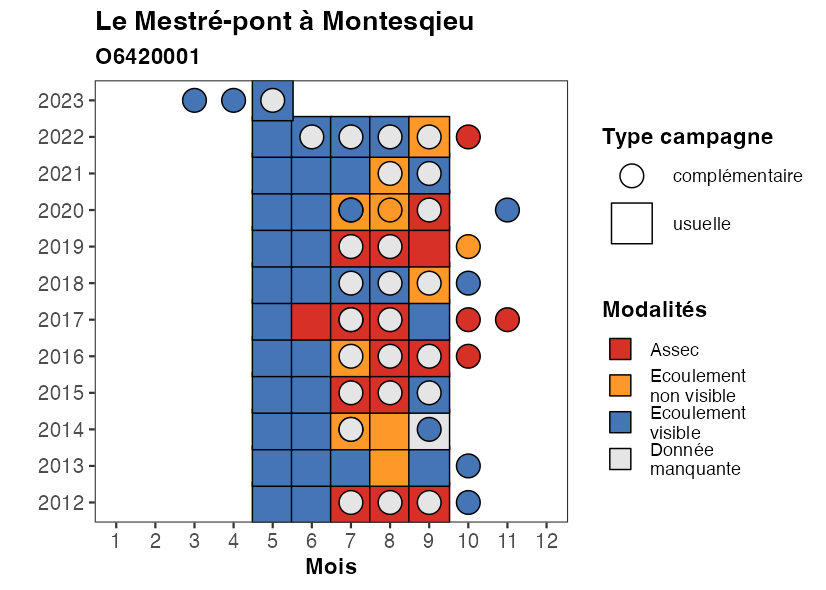 Le Mestré-pont à Montesqieu
O6420001
2023
2022
2021
2020
2019
2018
2017
2016
2015
2014
2013
2012
1 2 3 4 5 6 7 8 9 10 11 12
Mois
Type campagne
complémentaire
usuelle
Modalités
Assec
Ecoulement
non visible
Ecoulement
visible
Donnée
manquante